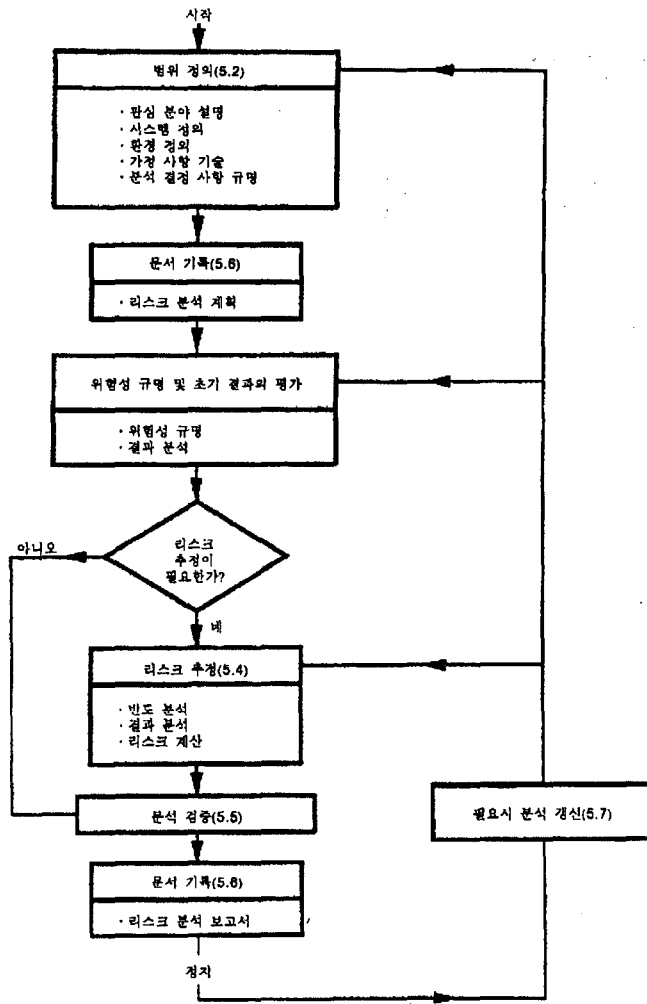 시작
범위 정의(5.2)
· 관심 분야 설명
· 시스템 정의
· 환경 정의
· 가정 사항 기술
· 분석 결정 사항 규명
문서 기록(5.6)
· 리스크 분석 계획
위험성 규명 및 초기 결과의 평가
· 위험성 규명
· 결과 분석
아니오
리스크
추정이
필요한가?
네
리스크 추정(5.4)
· 빈도 분석
· 결과 분석
· 리스크 계산
분석 검증(5.5)
필요시 분석 갱신(5.7)
문서 기록(5.6)
· 리스크 분석 보고서
정지